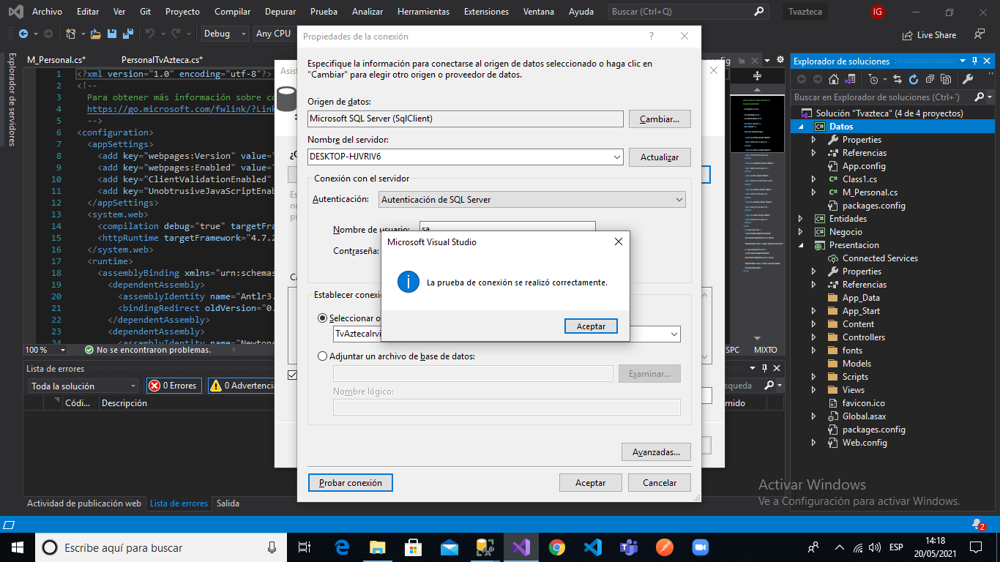 Archivo Editar Ver Git Proyecto Compilar Depurar Prueba Analizar Herramientas Extensiones Ventana Ayuda Buscar (Ctrl+Q) Tvazteca IG
Debug Any CPU Live Share
Explorador de servidores
M_Personal.cs* PersonalTvAzteca.cs*
1 <?xml version="1.0" encoding="utf-8"?>
2 <!--
3 Para obtener más información sobre
4 https://go.microsoft.com/fwlink/?Link
5 -->
6 <configuration>
7 <appSettings>
8 <add key="webpages:Version" value=
9 <add key="webpages:Enabled" value=
10 <add key="ClientValidationEnabled"
11 <add key="UnobtrusiveJavaScriptEnab
12 </appSettings>
13 <system.web>
14 <compilation debug="true" targetFra
15 <httpRuntime targetFramework="4.7.2
16 </system.web>
17 <runtime>
18 <assemblyBinding xmlns="urn:schemas
19 <dependentAssembly>
20 <assemblyIdentity name="Antlr3.
21 <bindingRedirect oldVersion="0.
22 </dependentAssembly>
23 <dependentAssembly>
24 <assemblyIdentity name="Newtons
100 % No se encontraron problemas. SPC MIXTO
Lista de errores
Toda la solución 0 Errores 0 Advertencia
Códi... Descripción
Actividad de publicación web Lista de errores Salida
Propiedades de la conexión ?
Especifique la información para conectarse al origen de datos seleccionado o haga clic en
"Cambiar" para elegir otro origen o proveedor de datos.
Origen de datos:
Microsoft SQL Server (SqlClient) Cambiar...
Nombre del servidor:
DESKTOP-HJVRIV6 Actualizar
Conexión con el servidor
Autenticación: Autenticación de SQL Server
Nombre de usuario: sa
Contraseña:
Microsoft Visual Studio
La prueba de conexión se realizó correctamente.
Aceptar
Establecer conexi
Seleccionar o
TvAztecaIrvi
Adjuntar un archivo de base de datos:
Examinar...
Nombre lógico:
Avanzadas...
Probar conexión Aceptar Cancelar
Explorador de soluciones
Buscar en Explorador de soluciones (Ctrl+´)
Solución "Tvazteca" (4 de 4 proyectos)
Datos
Properties
Referencias
App.config
Class1.cs
M_Personal.cs
packages.config
Entidades
Negocio
Presentacion
Connected Services
Properties
Referencias
App_Data
App_Start
Content
Controllers
fonts
Models
Scripts
Views
favicon.ico
Global.asax
packages.config
Web.config
Activar Windows
Ve a Configuración para activar Windows.
2
Escribe aquí para buscar ESP 14:18
20/05/2021